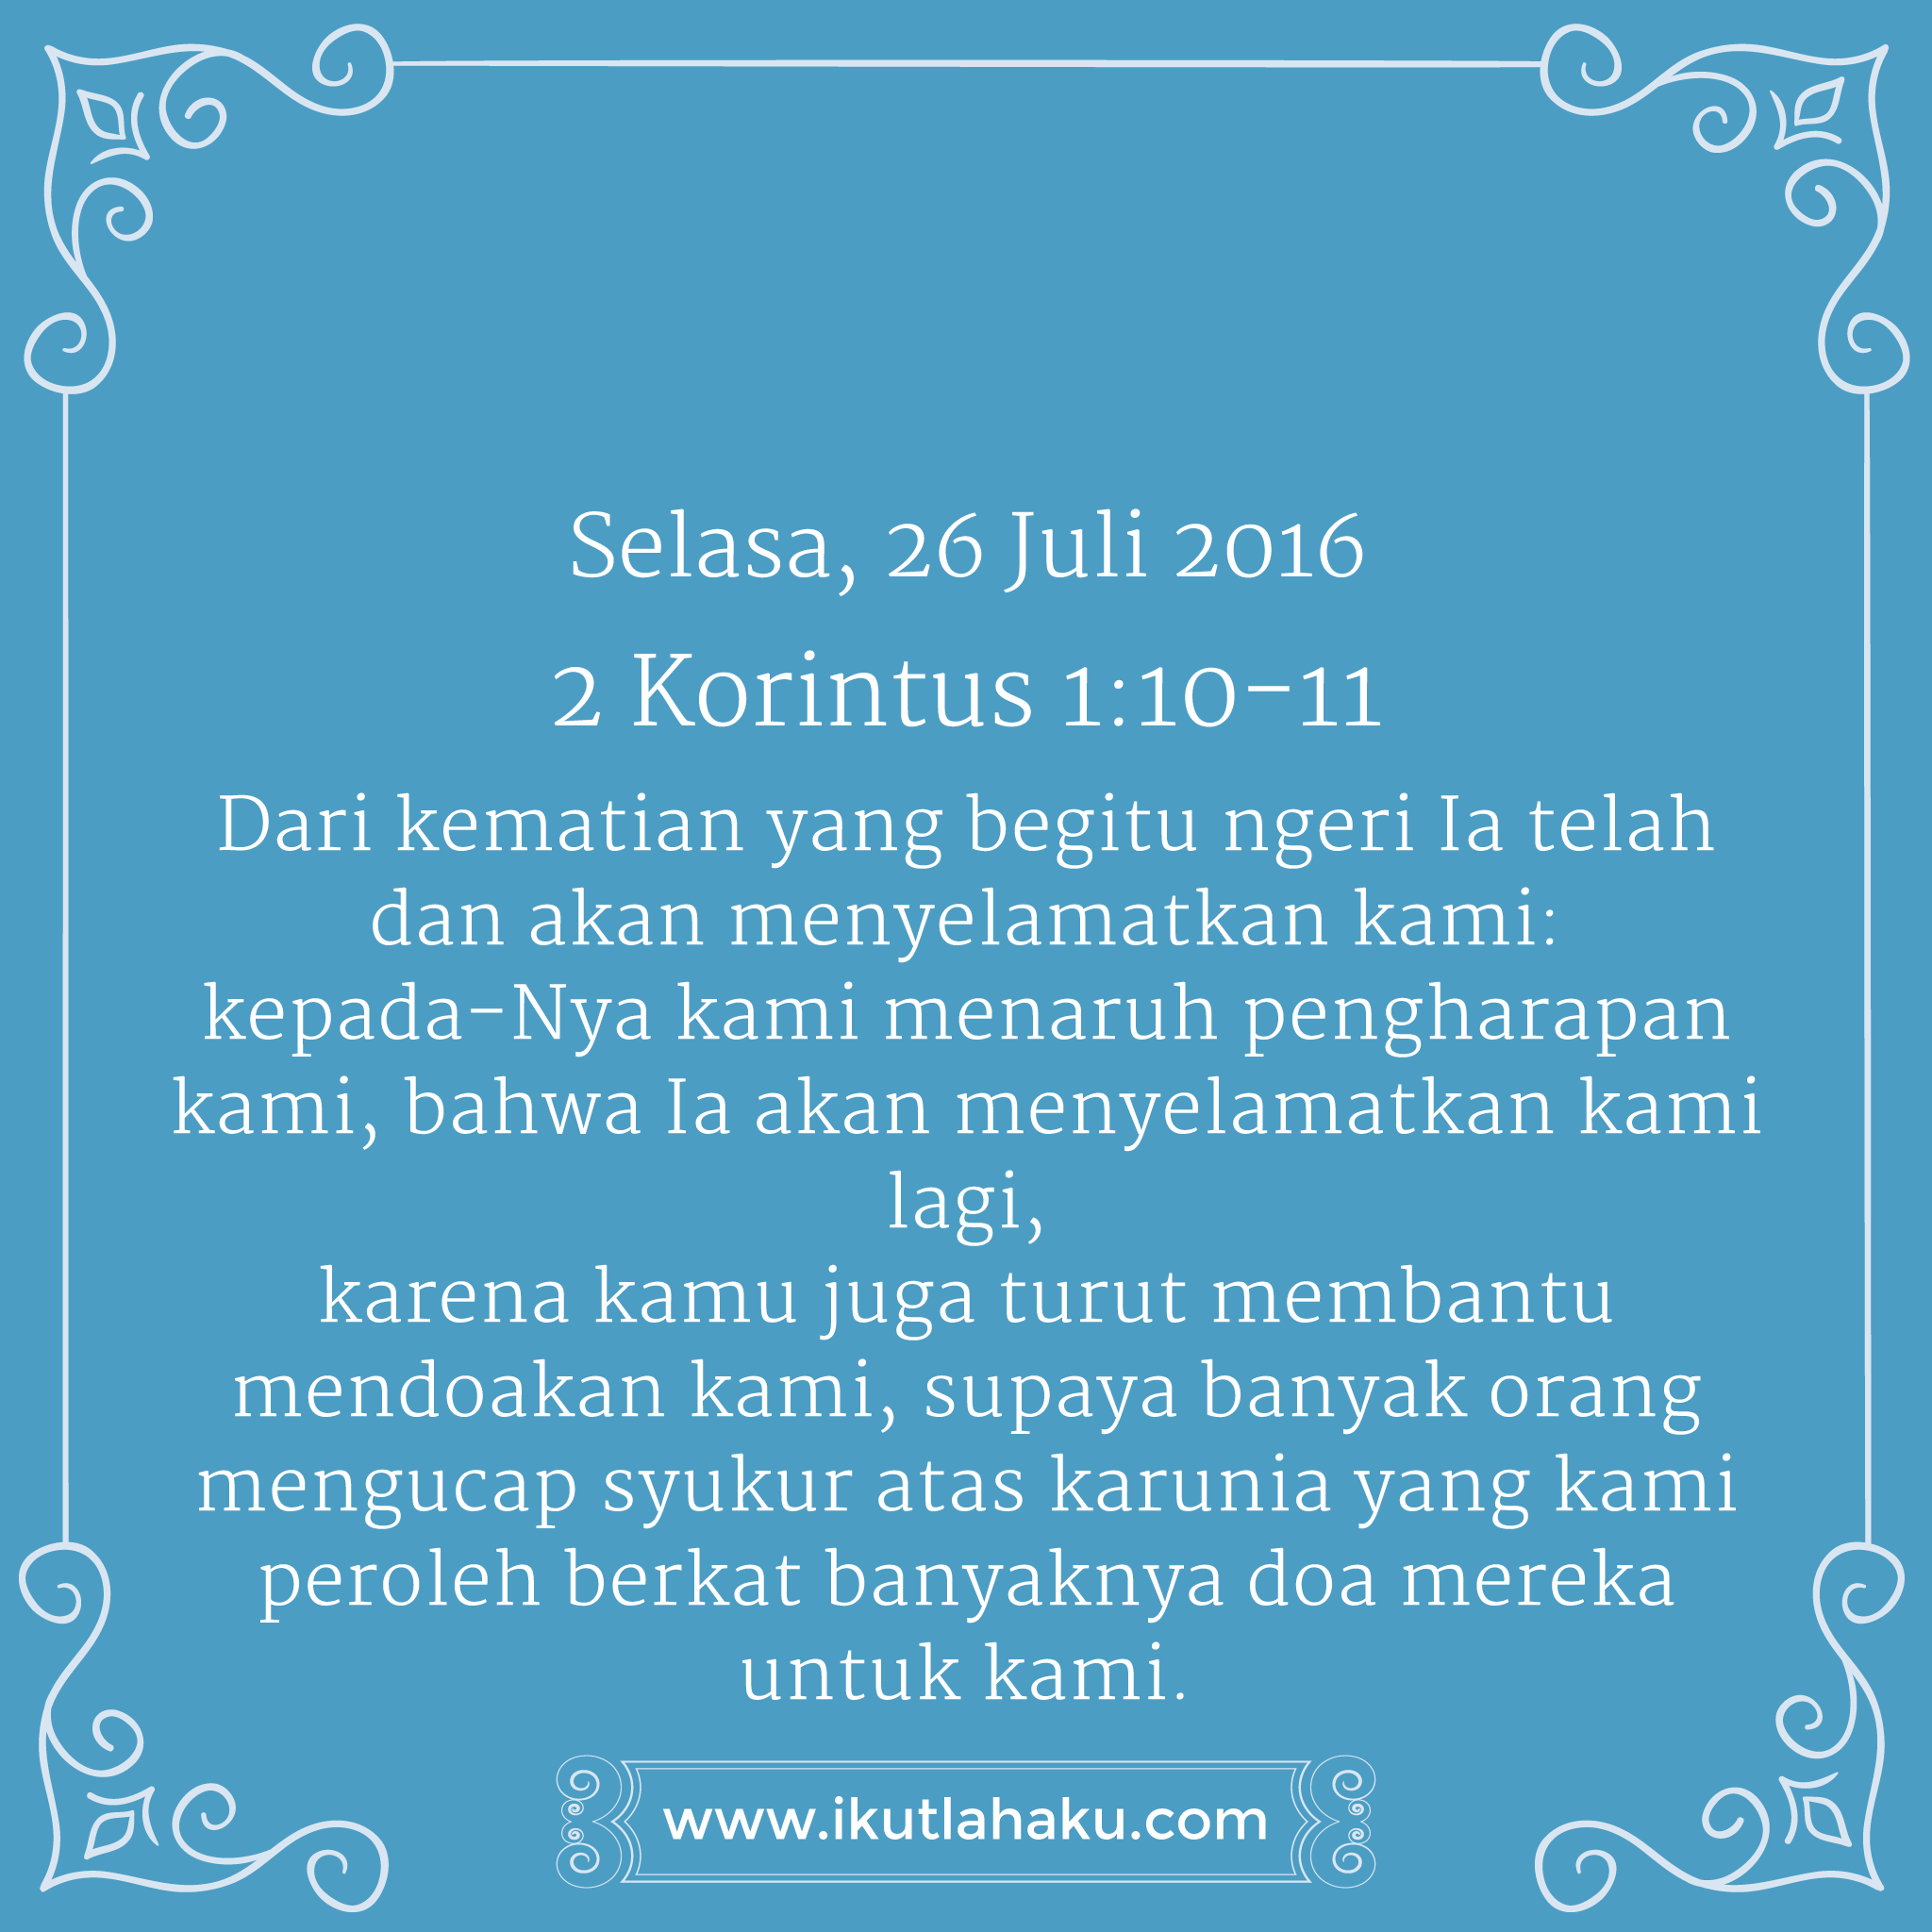 Selasa, 26 Juli 2016
2 Korintus 1:10-11
Dari kematian yang begitu ngeri Ia telah
dan akan menyelamatkan kami:
kepada-Nya kami menaruh pengharapan
kami, bahwa Ia akan menyelamatkan kami
lagi,
karena kamu juga turut membantu
mendoakan kami, supaya banyak orang
mengucap syukur atas karunia yang kami
peroleh berkat banyaknya doa mereka
untuk kami.
www.ikutlahaku.com